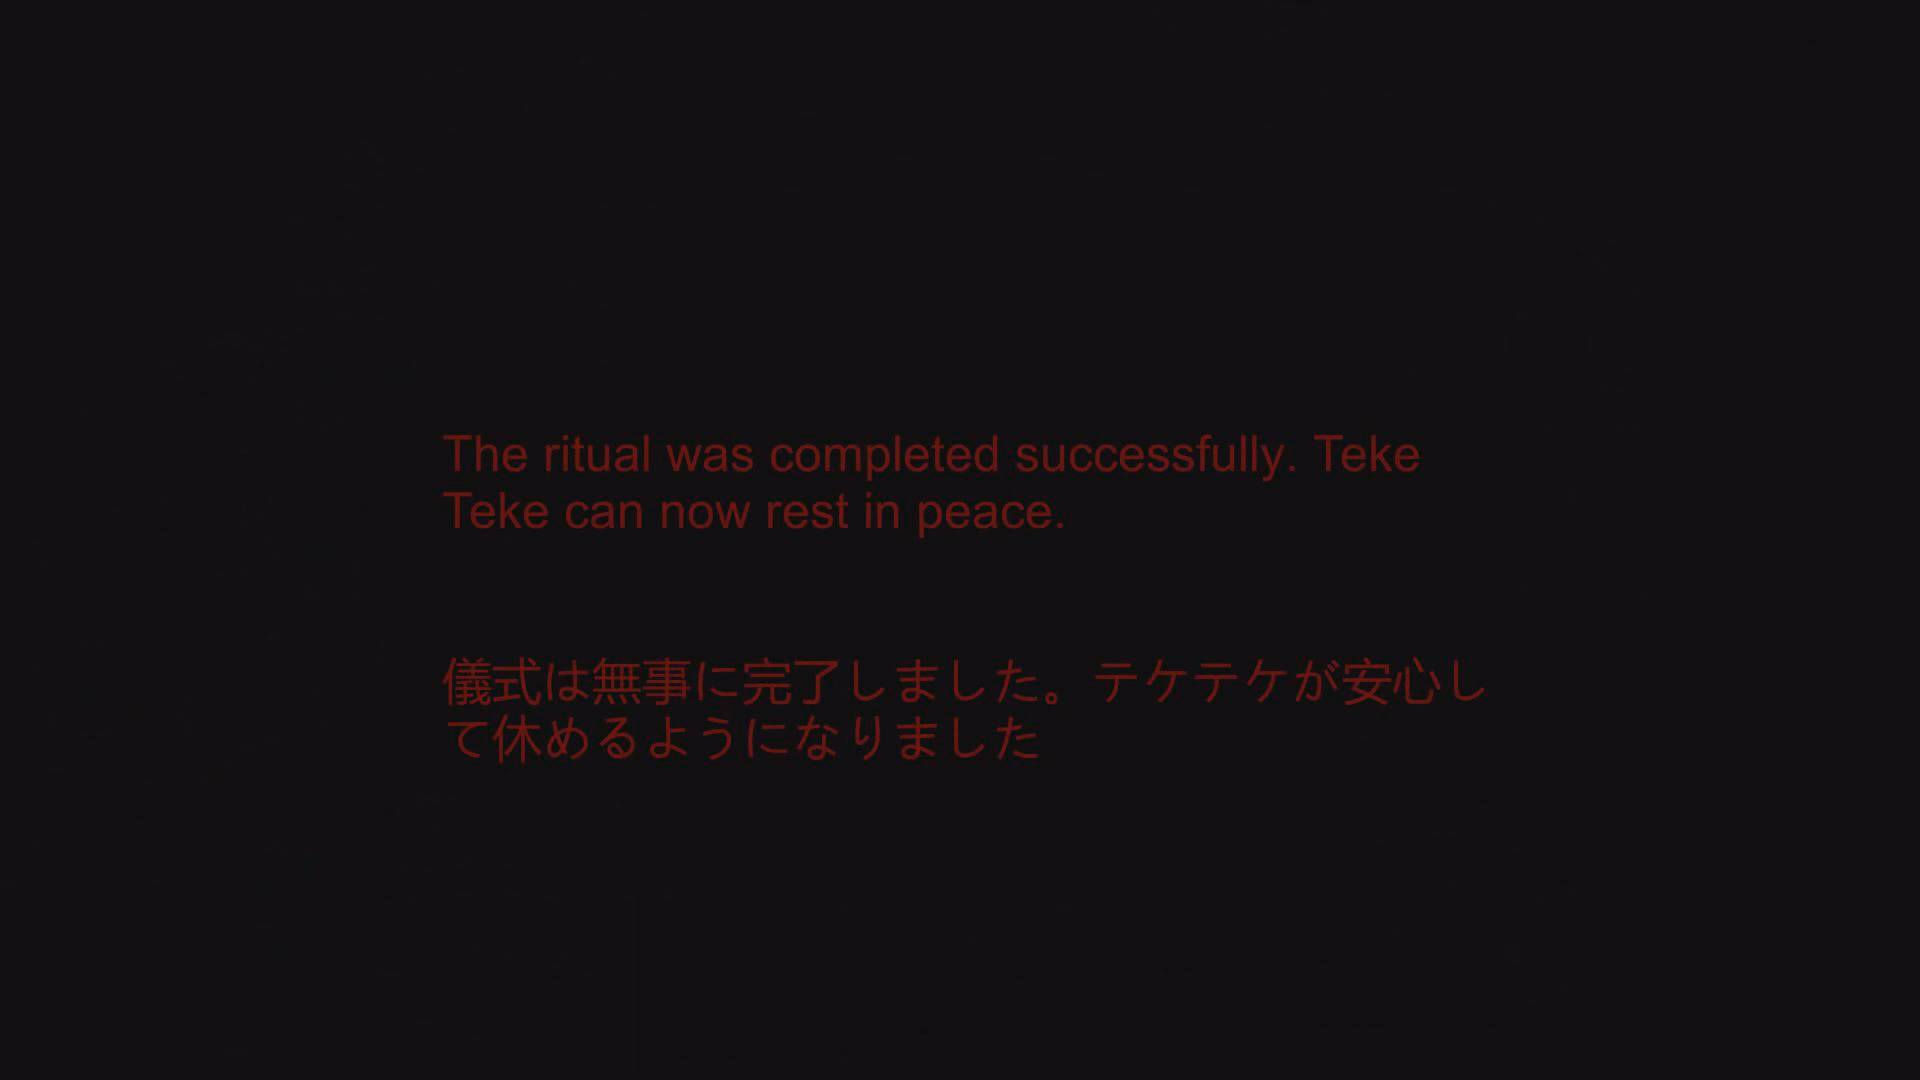 The ritual was completed successfully. Teke
Teke can now rest in peace.
儀式は無事に完了しました。テケテケが安心し
て休めるようになりました